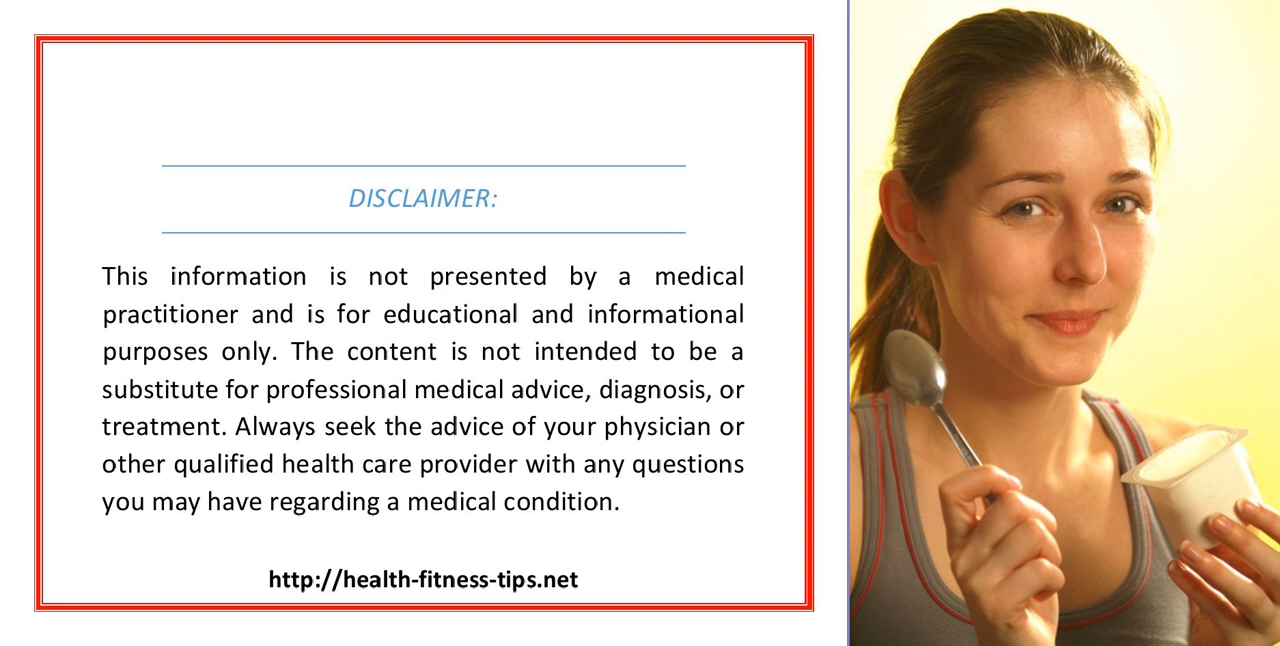 DISCLAIMER:
This information is not presented by a medical
practitioner and is for educational and informational
purposes only. The content is not intended to be a
substitute for professional medical advice, diagnosis, or
treatment. Always seek the advice of your physician or
other qualified health care provider with any questions
you may have regarding a medical condition.
http://health-fitness-tips.net